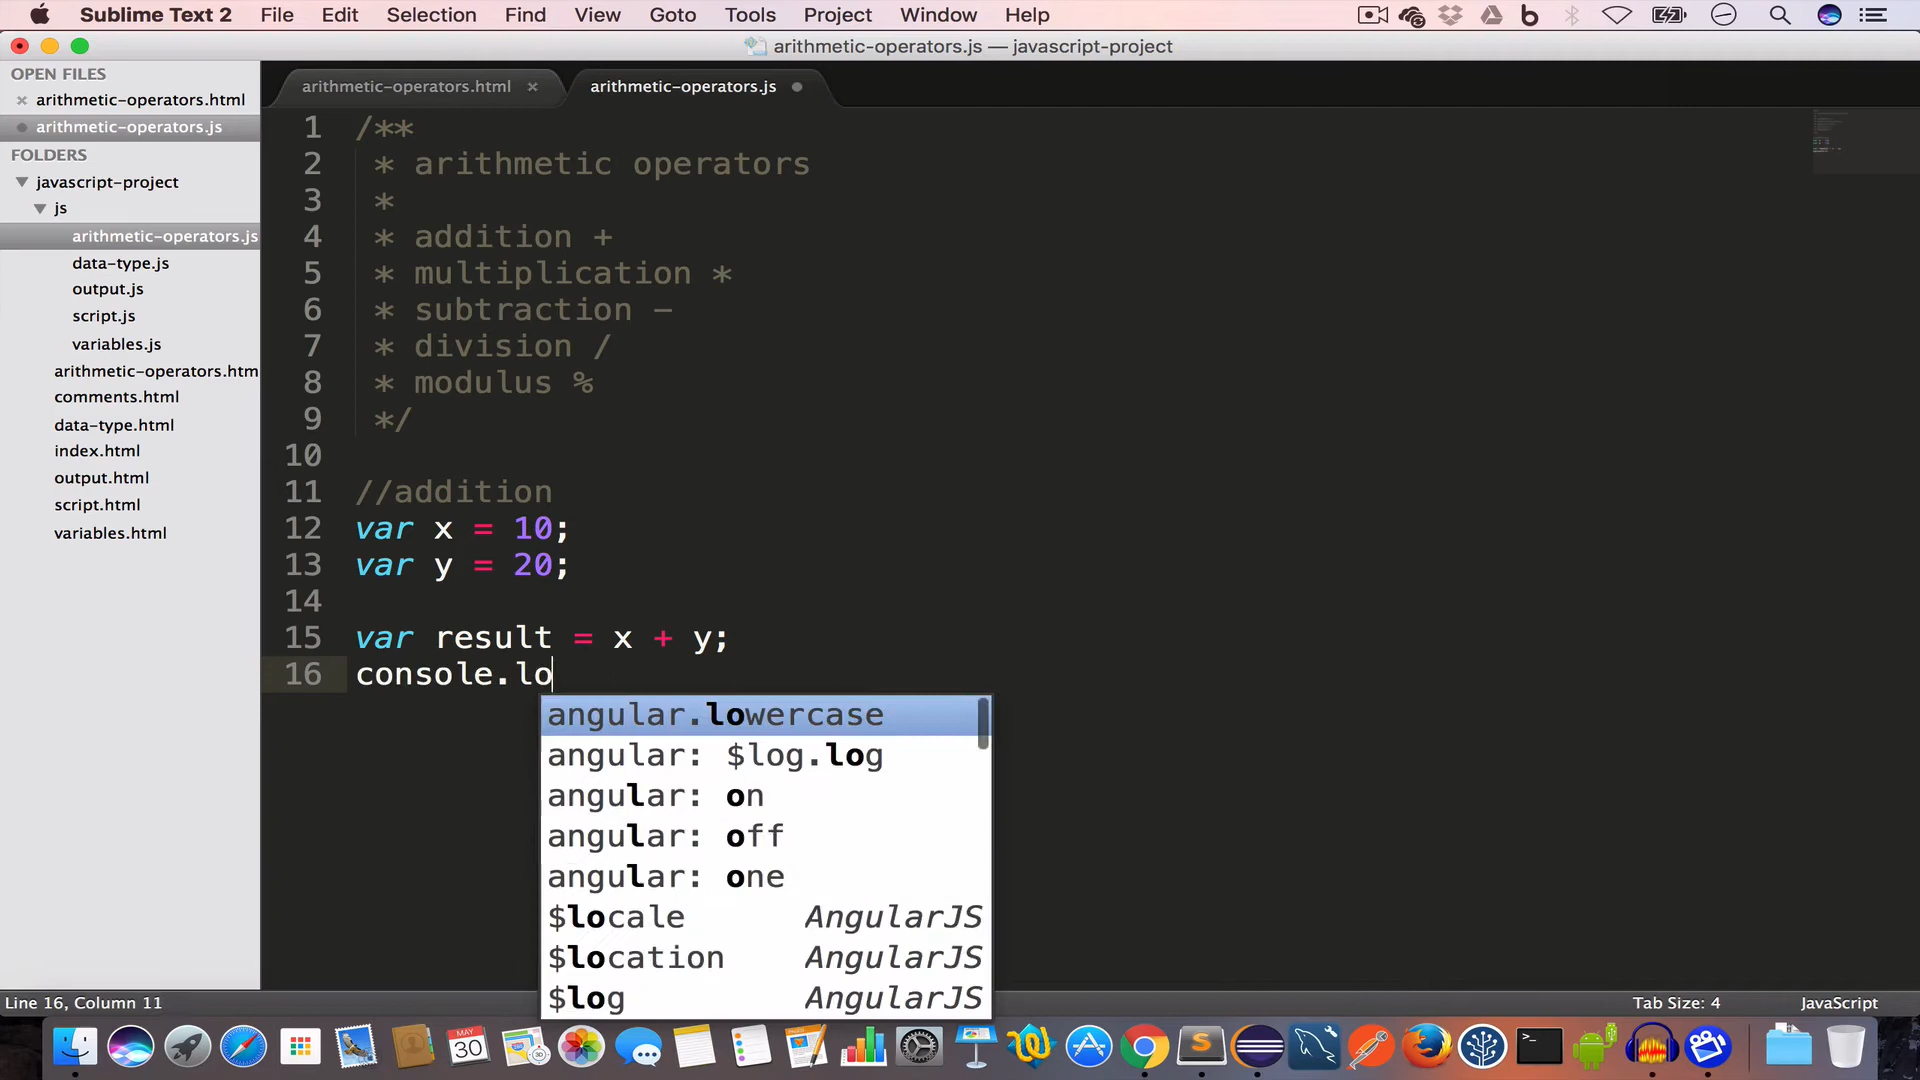 Sublime Text 2 File Edit Selection Find View Goto Tools Project Window Help
arithmetic-operators.js — javascript-project
OPEN FILES
arithmetic-operators.html
arithmetic-operators.js
FOLDERS
javascript-project
js
arithmetic-operators.js
data-type.js
output.js
script.js
variables.js
arithmetic-operators.htm
comments.html
data-type.html
index.html
output.html
script.html
variables.html
arithmetic-operators.html × arithmetic-operators.js
1 /**
2 * arithmetic operators
3 *
4 * addition +
5 * multiplication *
6 * subtraction -
7 * division /
8 * modulus %
9 */
10
11 //addition
12 var x = 10;
13 var y = 20;
14
15 var result = x + y;
16 console.lo
angular.lowercase
angular: $log.log
angular: on
angular: off
angular: one
$locale AngularJS
$location AngularJS
$log AngularJS
Line 16, Column 11 Tab Size: 4 JavaScript
MAY
30